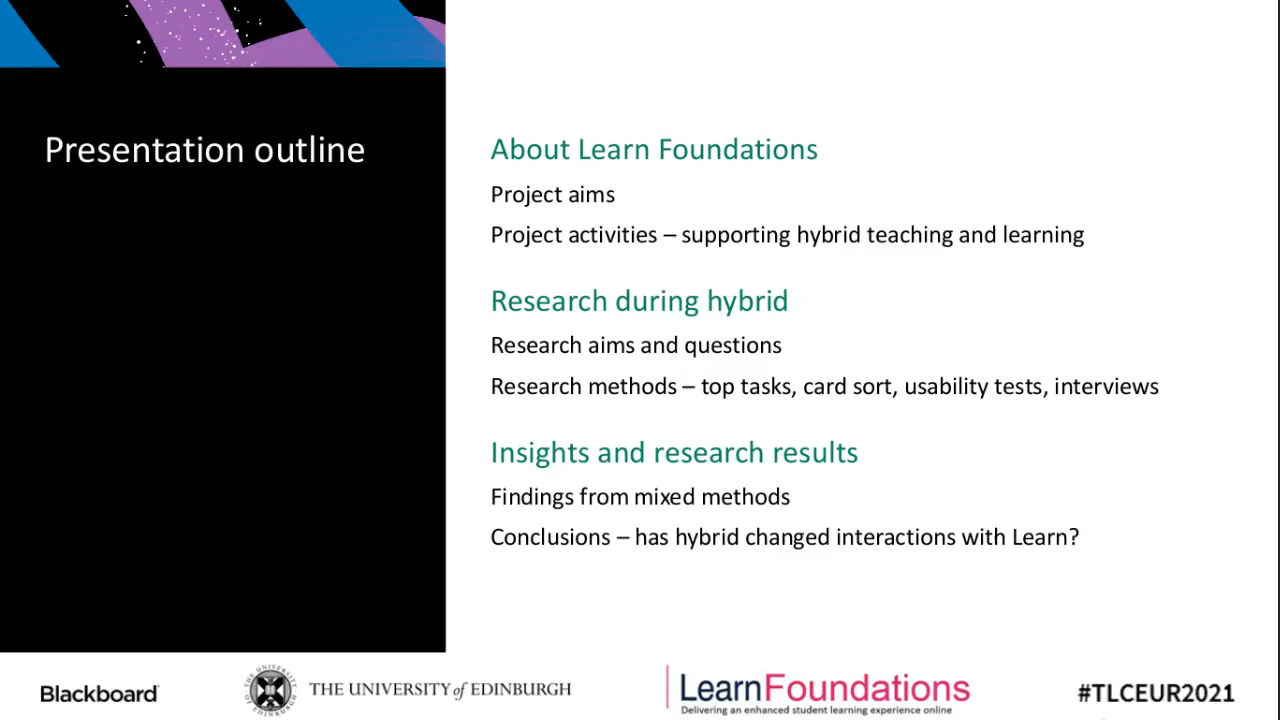 Presentation outline
About Learn Foundations
Project aims
Project activities – supporting hybrid teaching and learning
Research during hybrid
Research aims and questions
Research methods – top tasks, card sort, usability tests, interviews
Insights and research results
Findings from mixed methods
Conclusions – has hybrid changed interactions with Learn?
Blackboard
THE UNIVERSITY of EDINBURGH
LearnFoundations
Delivering an enhanced student learning experience online
#TLCEUR2021